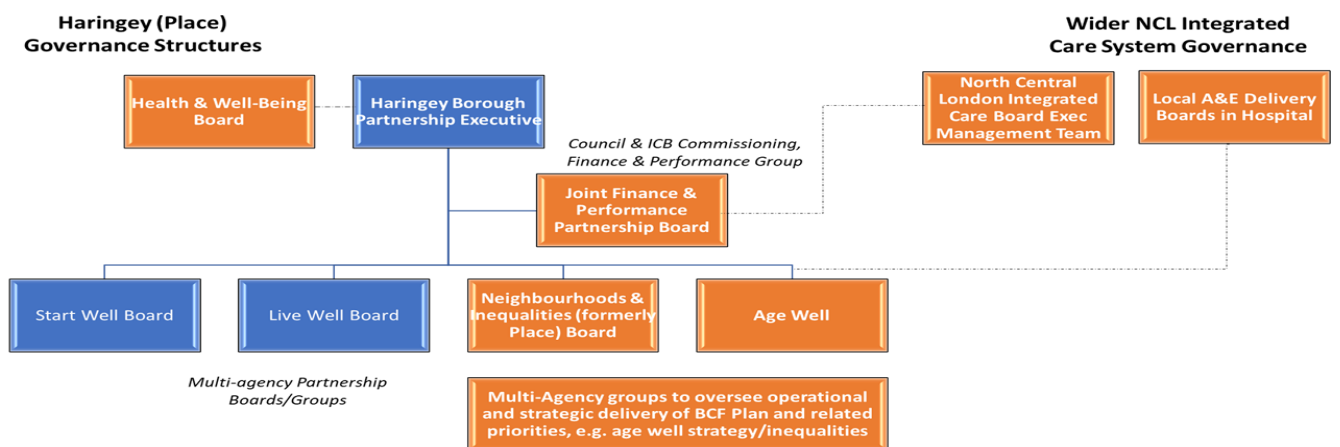 Haringey (Place)
Governance Structures
Wider NCL Integrated
Care System Governance
Health & Well-Being
Board
Haringey Borough
Partnership Executive
North Central
London Integrated
Care Board Exec
Management Team
Local A&E Delivery
Boards in Hospital
Council & ICB Commissioning,
Finance & Performance Group
Joint Finance &
Performance
Partnership Board
Start Well Board
Live Well Board
Neighbourhoods &
Inequalities (formerly
Place) Board
Age Well
Multi-agency Partnership
Boards/Groups
Multi-Agency groups to oversee operational
and strategic delivery of BCF Plan and related
priorities, e.g. age well strategy/inequalities